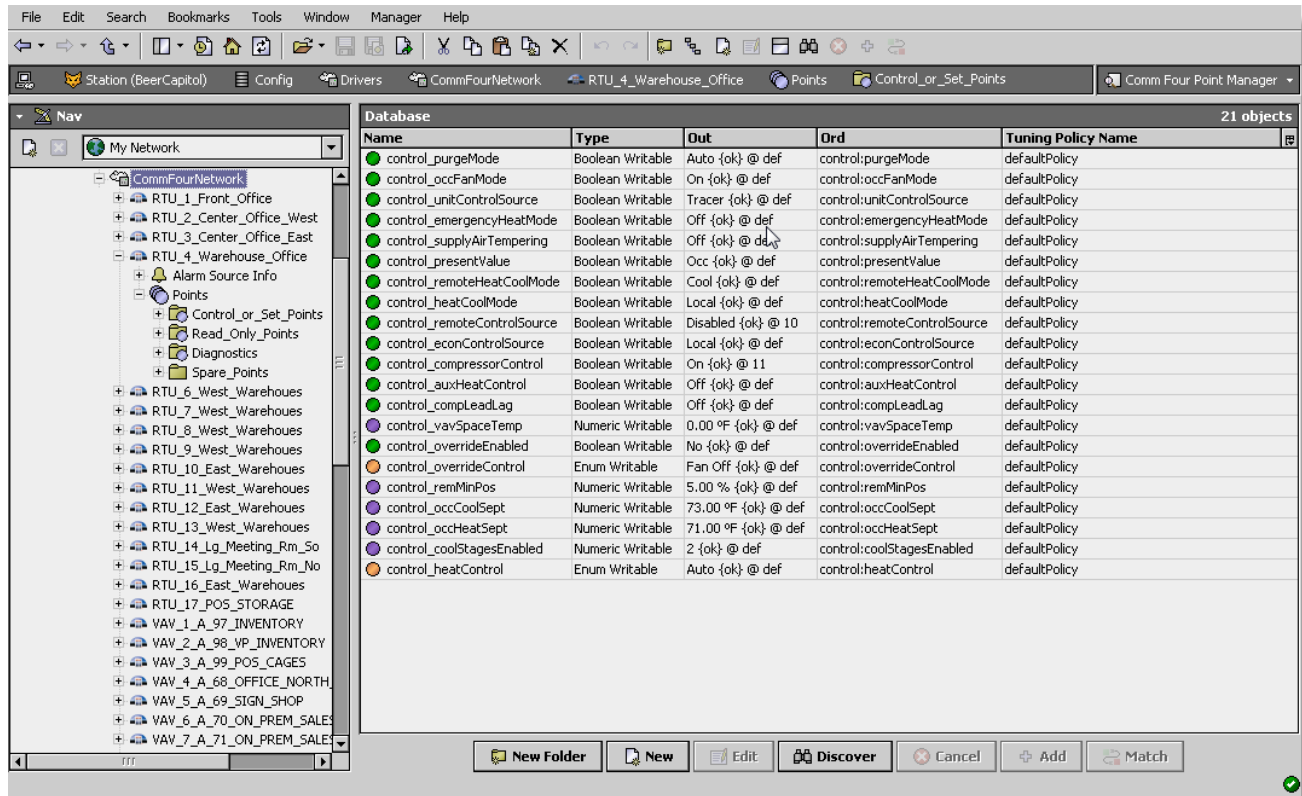 File Edit Search Bookmarks Tools Window Manager Help
Station (BeerCapitol) Config Drivers CommFourNetwork RTU_4_Warehouse_Office Points Control_or_Set_Points Comm Four Point Manager
Nav
My Network
CommFourNetwork
RTU_1_Front_Office
RTU_2_Center_Office_West
RTU_3_Center_Office_East
RTU_4_Warehouse_Office
Alarm Source Info
Points
Control_or_Set_Points
Read_Only_Points
Diagnostics
Spare_Points
RTU_6_West_Warehoues
RTU_7_West_Warehoues
RTU_8_West_Warehoues
RTU_9_West_Warehoues
RTU_10_East_Warehoues
RTU_11_West_Warehoues
RTU_12_East_Warehoues
RTU_13_West_Warehoues
RTU_14_Lg_Meeting_Rm_So
RTU_15_Lg_Meeting_Rm_No
RTU_16_East_Warehoues
RTU_17_POS_STORAGE
VAV_1_A_97_INVENTORY
VAV_2_A_98_VP_INVENTORY
VAV_3_A_99_POS_CAGES
VAV_4_A_68_OFFICE_NORTH_
VAV_5_A_69_SIGN_SHOP
VAV_6_A_70_ON_PREM_SALES
VAV_7_A_71_ON_PREM_SALES
Database 21 objects
Name Type Out Ord Tuning Policy Name
control_purgeMode Boolean Writable Auto {ok} @ def control:purgeMode defaultPolicy
control_occFanMode Boolean Writable On {ok} @ def control:occFanMode defaultPolicy
control_unitControlSource Boolean Writable Tracer {ok} @ def control:unitControlSource defaultPolicy
control_emergencyHeatMode Boolean Writable Off {ok} @ def control:emergencyHeatMode defaultPolicy
control_supplyAirTempering Boolean Writable Off {ok} @ def control:supplyAirTempering defaultPolicy
control_presentValue Boolean Writable Occ {ok} @ def control:presentValue defaultPolicy
control_remoteHeatCoolMode Boolean Writable Cool {ok} @ def control:remoteHeatCoolMode defaultPolicy
control_heatCoolMode Boolean Writable Local {ok} @ def control:heatCoolMode defaultPolicy
control_remoteControlSource Boolean Writable Disabled {ok} @ 10 control:remoteControlSource defaultPolicy
control_econControlSource Boolean Writable Local {ok} @ def control:econControlSource defaultPolicy
control_compressorControl Boolean Writable On {ok} @ 11 control:compressorControl defaultPolicy
control_auxHeatControl Boolean Writable Off {ok} @ def control:auxHeatControl defaultPolicy
control_compLeadLag Boolean Writable Off {ok} @ def control:compLeadLag defaultPolicy
control_vavSpaceTemp Numeric Writable 0.00 ºF {ok} @ def control:vavSpaceTemp defaultPolicy
control_overrideEnabled Boolean Writable No {ok} @ def control:overrideEnabled defaultPolicy
control_overrideControl Enum Writable Fan Off {ok} @ def control:overrideControl defaultPolicy
control_remMinPos Numeric Writable 5.00 % {ok} @ def control:remMinPos defaultPolicy
control_occCoolSept Numeric Writable 73.00 ºF {ok} @ def control:occCoolSept defaultPolicy
control_occHeatSept Numeric Writable 71.00 ºF {ok} @ def control:occHeatSept defaultPolicy
control_coolStagesEnabled Numeric Writable 2 {ok} @ def control:coolStagesEnabled defaultPolicy
control_heatControl Enum Writable Auto {ok} @ def control:heatControl defaultPolicy
New Folder New Edit Discover Cancel Add Match